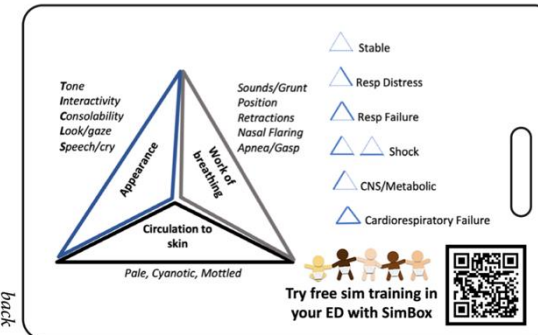 Tone
Interactivity
Consolability
Look/gaze
Speech/cry
Appearance
Work of
breathing
Sounds/Grunt
Position
Retractions
Nasal Flaring
Apnea/Gasp
Circulation to
skin
Pale, Cyanotic, Mottled
Stable
Resp Distress
Resp Failure
Shock
CNS/Metabolic
Cardiorespiratory Failure
Try free sim training in
your ED with SimBox
back